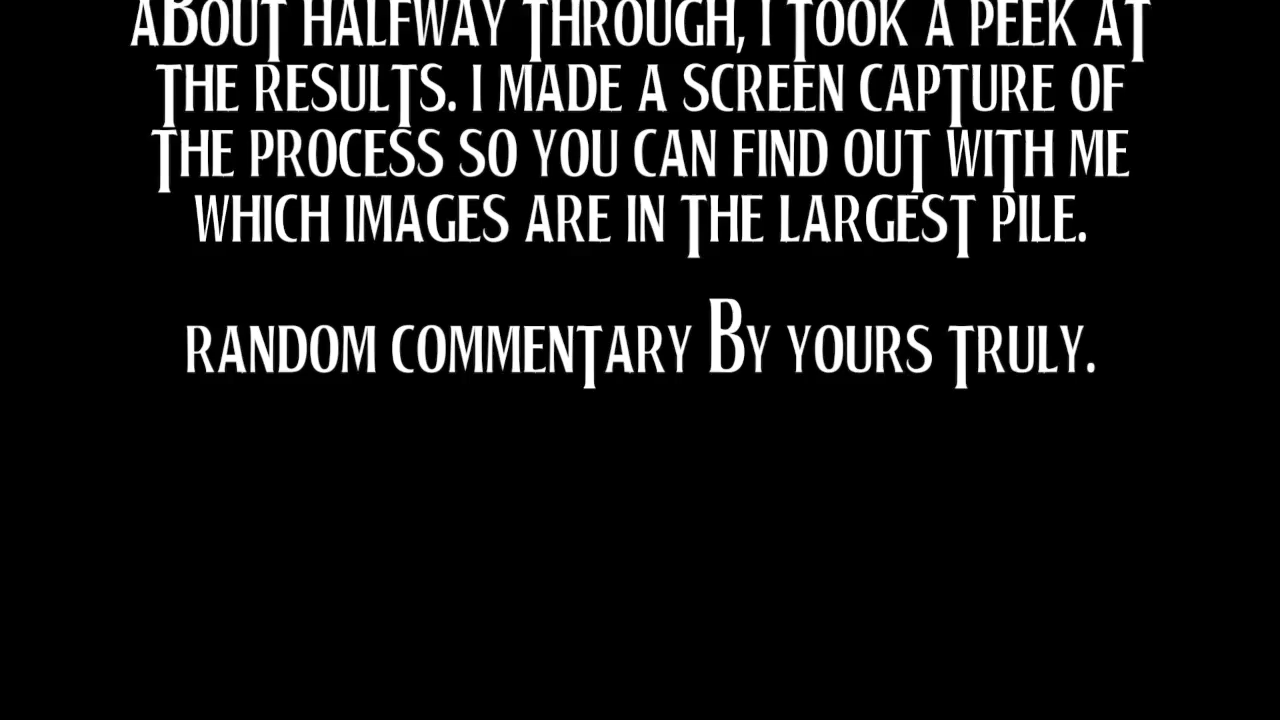 ABOUT HALFWAY THROUGH, I TOOK A PEEK AT
THE RESULTS. I MADE A SCREEN CAPTURE OF
THE PROCESS SO YOU CAN FIND OUT WITH ME
WHICH IMAGES ARE IN THE LARGEST PILE.
RANDOM COMMENTARY BY YOURS TRULY.